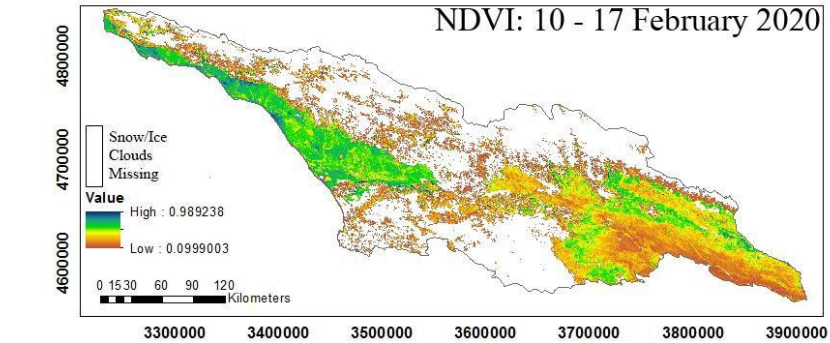 NDVI: 10 - 17 February 2020
4800000
4700000
4600000
Snow/Ice
Clouds
Missing
Value
High : 0.989238
Low : 0.0999003
0 15 30 60 90 120
Kilometers
3300000 3400000 3500000 3600000 3700000 3800000 3900000